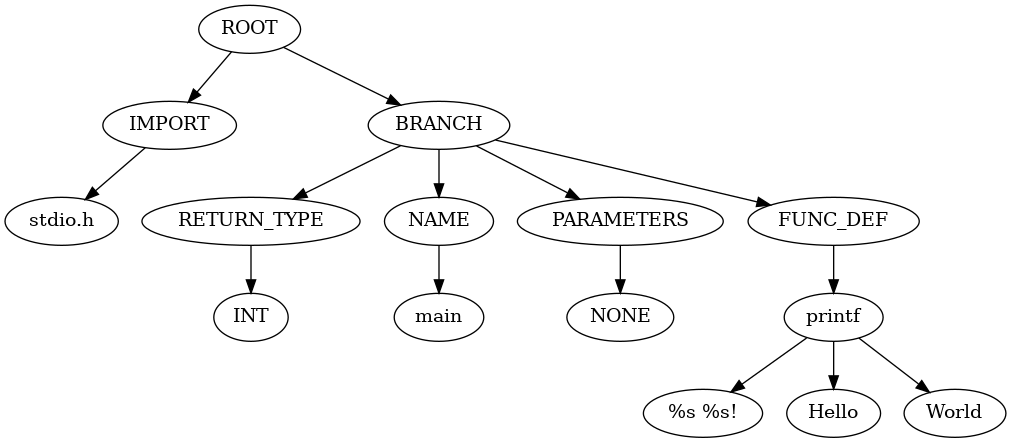 ROOT
IMPORT
BRANCH
stdio.h
RETURN_TYPE
NAME
PARAMETERS
FUNC_DEF
INT
main
NONE
printf
%s %s!
Hello
World